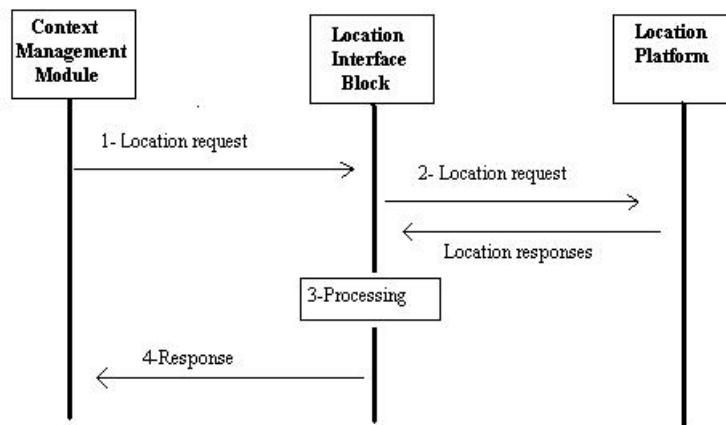 Context
Management
Module
Location
Interface
Block
Location
Platform
1- Location request
2- Location request
Location responses
3-Processing
4-Response